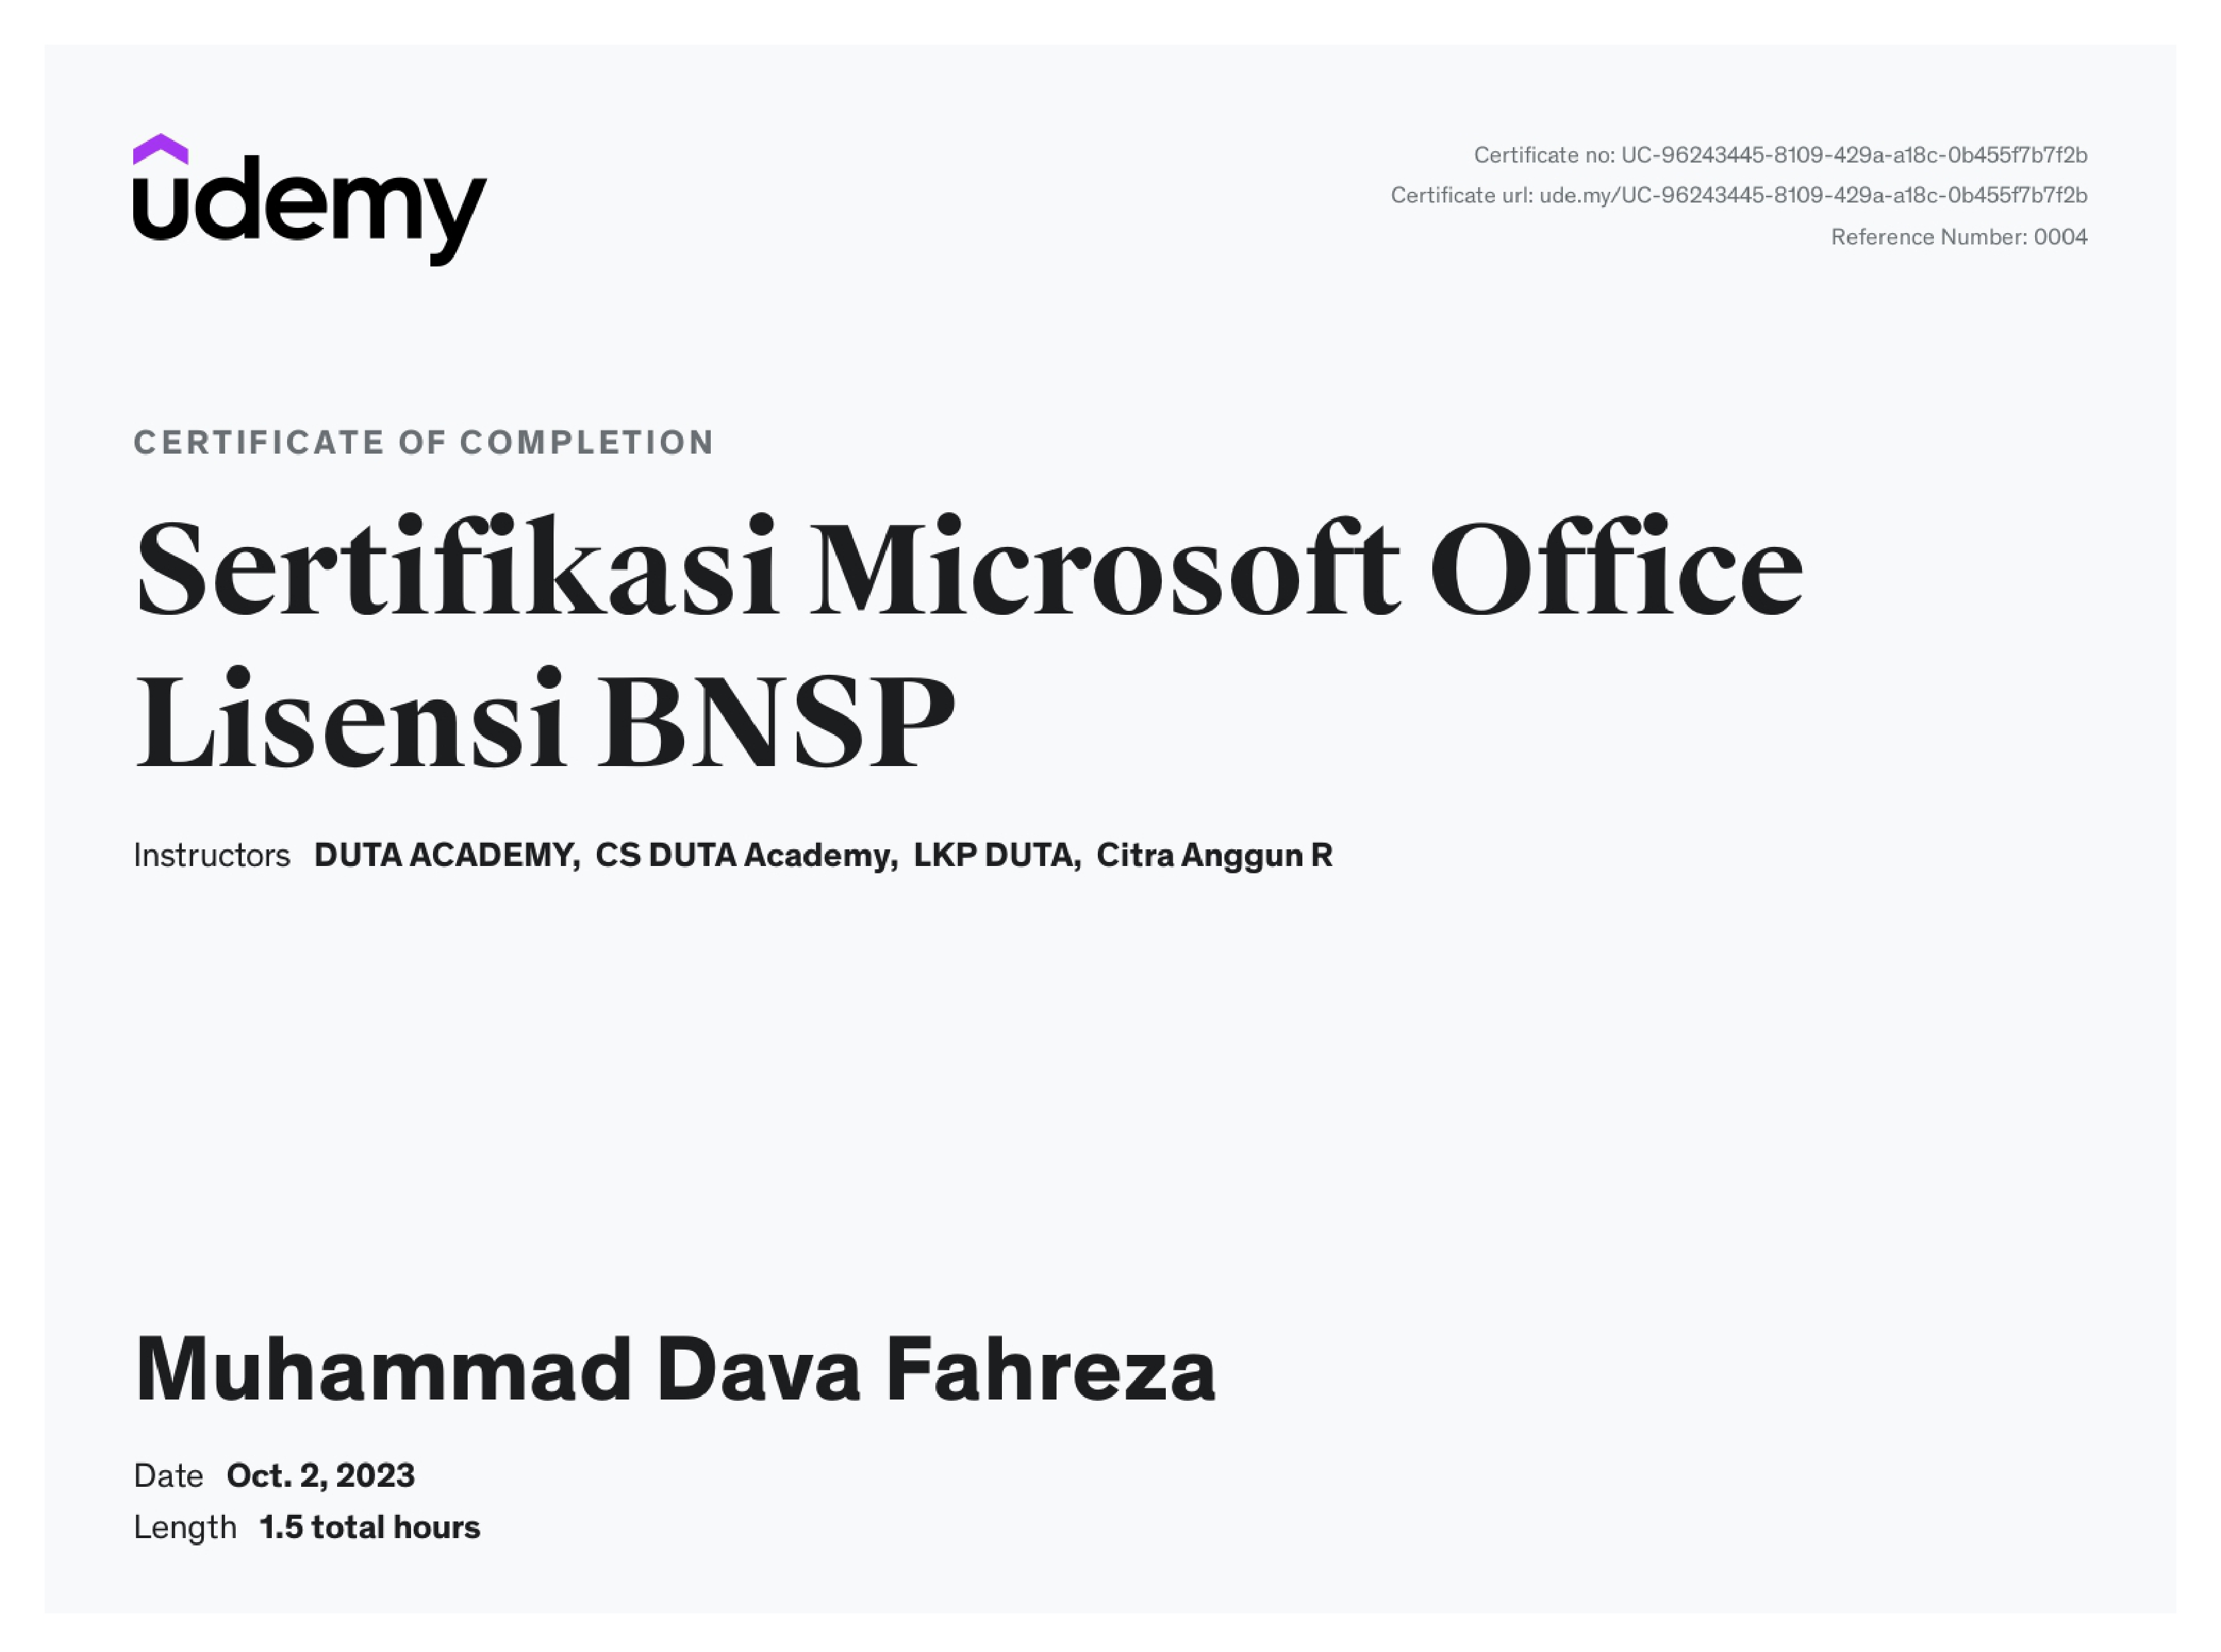 udemy
Certificate no: UC-96243445-8109-429a-a18c-0b455f7b7f2b
Certificate url: ude.my/UC-96243445-8109-429a-a18c-0b455f7b7f2b
Reference Number: 0004
CERTIFICATE OF COMPLETION
Sertifikasi Microsoft Office
Lisensi BNSP
Instructors DUTA ACADEMY, CS DUTA Academy, LKP DUTA, Citra Anggun R
Muhammad Dava Fahreza
Date Oct. 2, 2023
Length 1.5 total hours